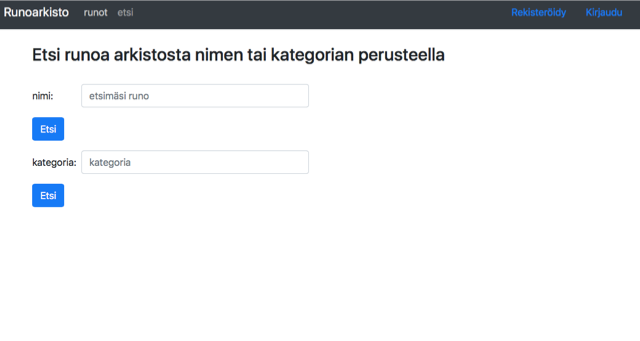 Runoarkisto runot etsi Rekisteröidy Kirjaudu
Etsi runoa arkistosta nimen tai kategorian perusteella
nimi: etsimäsi runo
Etsi
kategoria: kategoria
Etsi